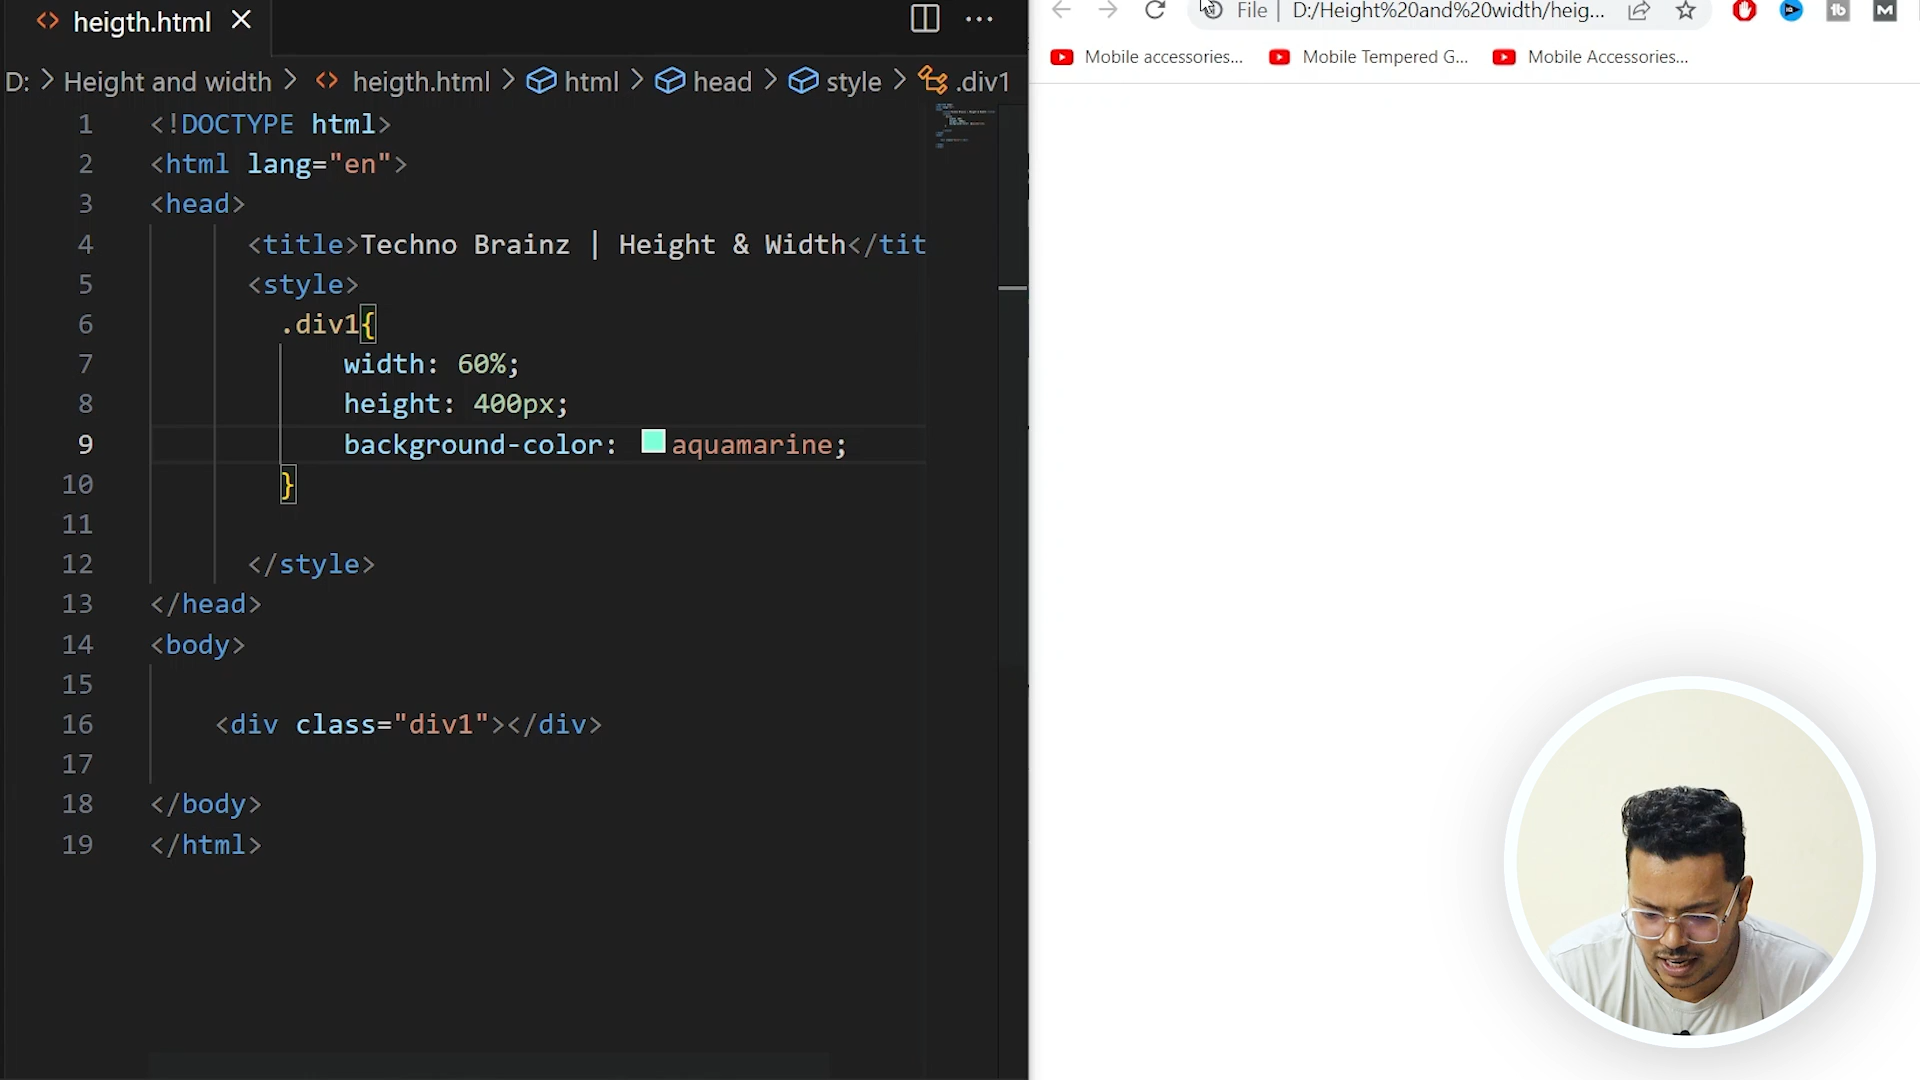 heigth.html
D: > Height and width > heigth.html > html > head > style > .div1
1 <!DOCTYPE html>
2 <html lang="en">
3 <head>
4 <title>Techno Brainz | Height & Width</tit
5 <style>
6 .div1{
7 width: 60%;
8 height: 400px;
9 background-color: aquamarine;
10 }
11
12 </style>
13 </head>
14 <body>
15
16 <div class="div1"></div>
17
18 </body>
19 </html>
File | D:/Height%20and%20width/heig...
Mobile accessories... Mobile Tempered G... Mobile Accessories...